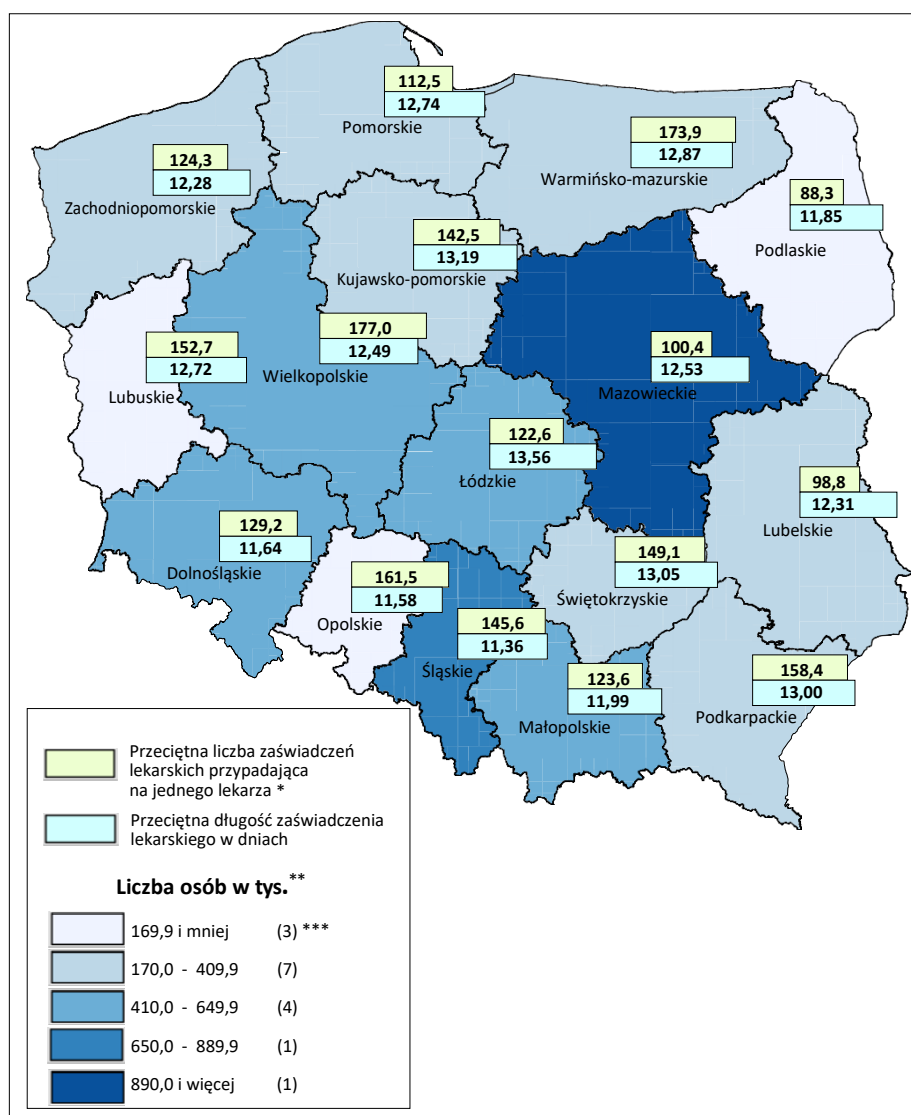 112,5
12,74
Pomorskie
173,9
12,87
Warmińsko-mazurskie
124,3
12,28
Zachodniopomorskie
88,3
11,85
Podlaskie
142,5
13,19
Kujawsko-pomorskie
177,0
12,49
Wielkopolskie
152,7
12,72
Lubuskie
100,4
12,53
Mazowieckie
122,6
13,56
Łódzkie
98,8
12,31
Lubelskie
129,2
11,64
Dolnośląskie
149,1
13,05
Świętokrzyskie
161,5
11,58
Opolskie
145,6
11,36
Śląskie
123,6
11,99
Małopolskie
158,4
13,00
Podkarpackie
Przeciętna liczba zaświadczeń
lekarskich przypadająca
na jednego lekarza *
Przeciętna długość zaświadczenia
lekarskiego w dniach
Liczba osób w tys.**
169,9 i mniej (3) ***
170,0 - 409,9 (7)
410,0 - 649,9 (4)
650,0 - 889,9 (1)
890,0 i więcej (1)